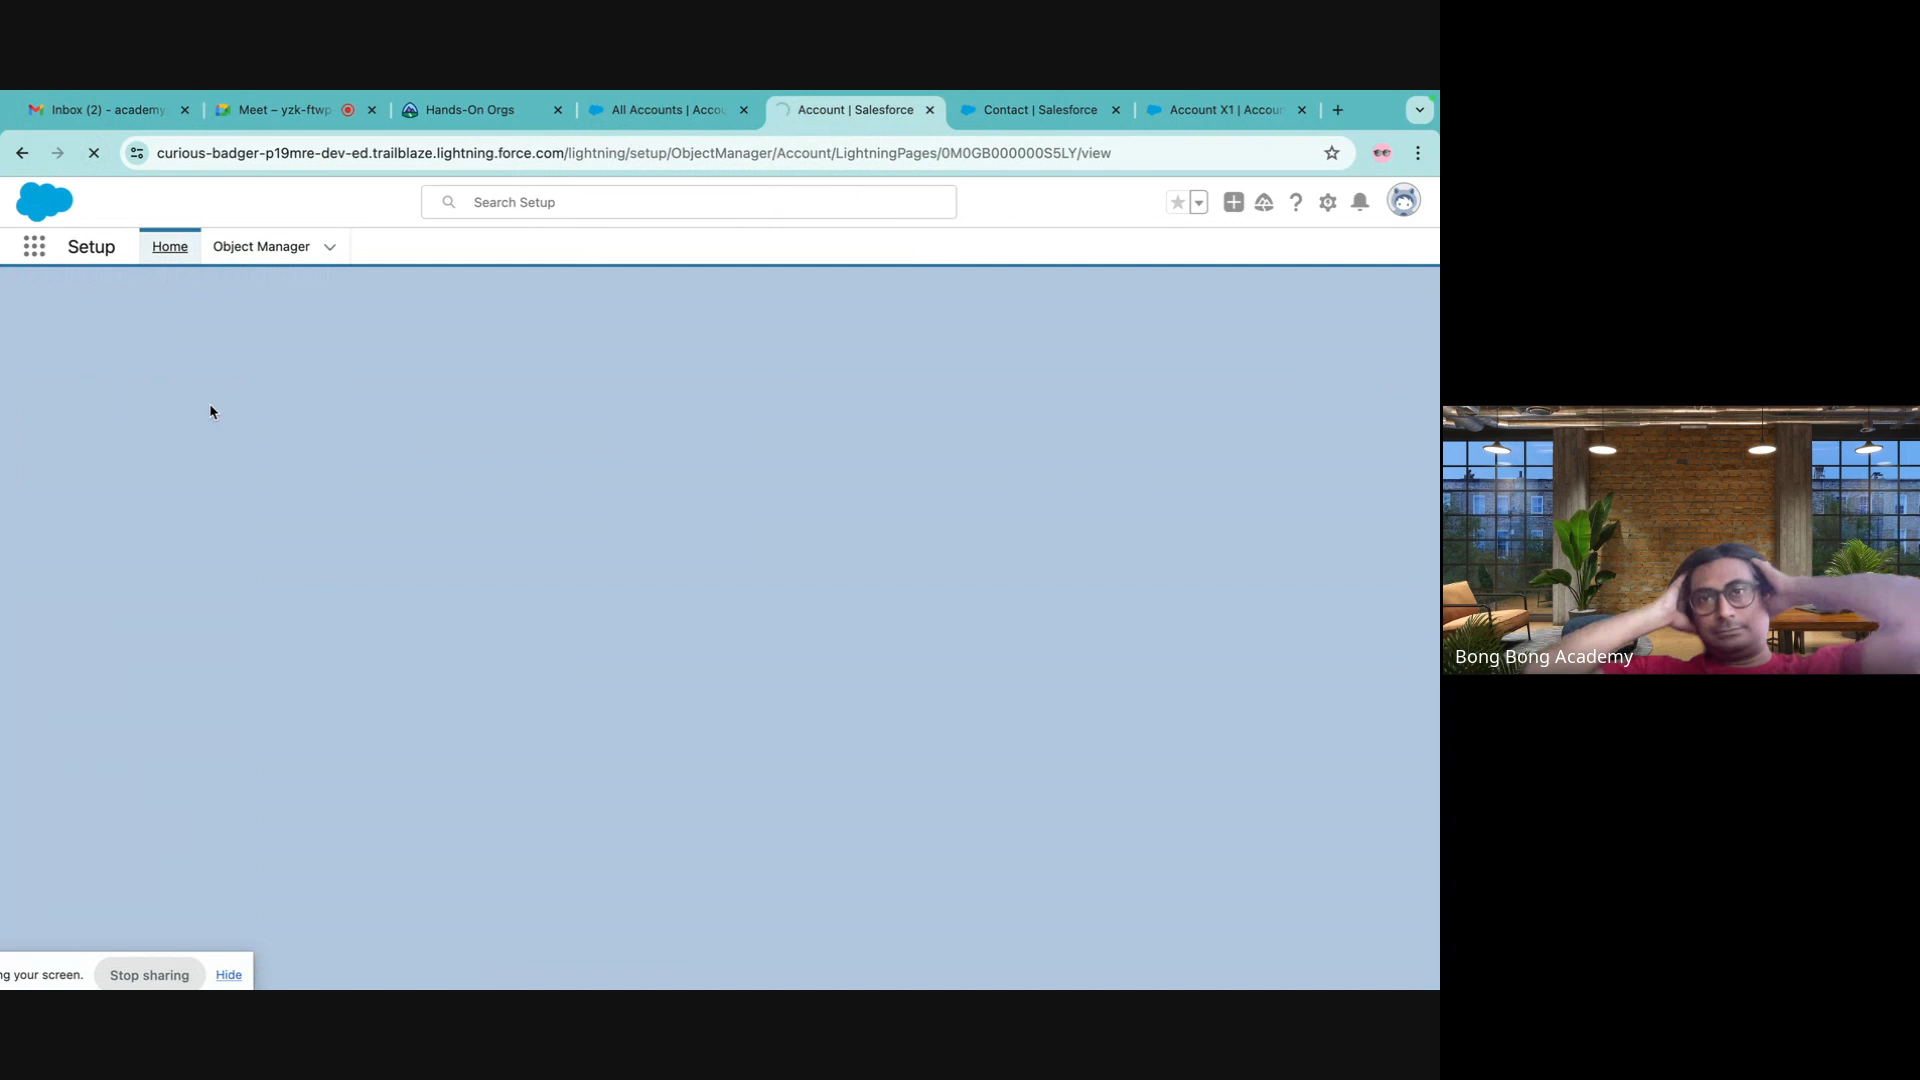 Inbox (2) - academy
Meet – yzk-ftwp
Hands-On Orgs
All Accounts | Accou
Account | Salesforce
Contact | Salesforce
Account X1 | Accoun
curious-badger-p19mre-dev-ed.trailblaze.lightning.force.com/lightning/setup/ObjectManager/Account/LightningPages/0M0GB000000S5LY/view
Search Setup
Setup
Home
Object Manager
Bong Bong Academy
ng your screen.
Stop sharing
Hide